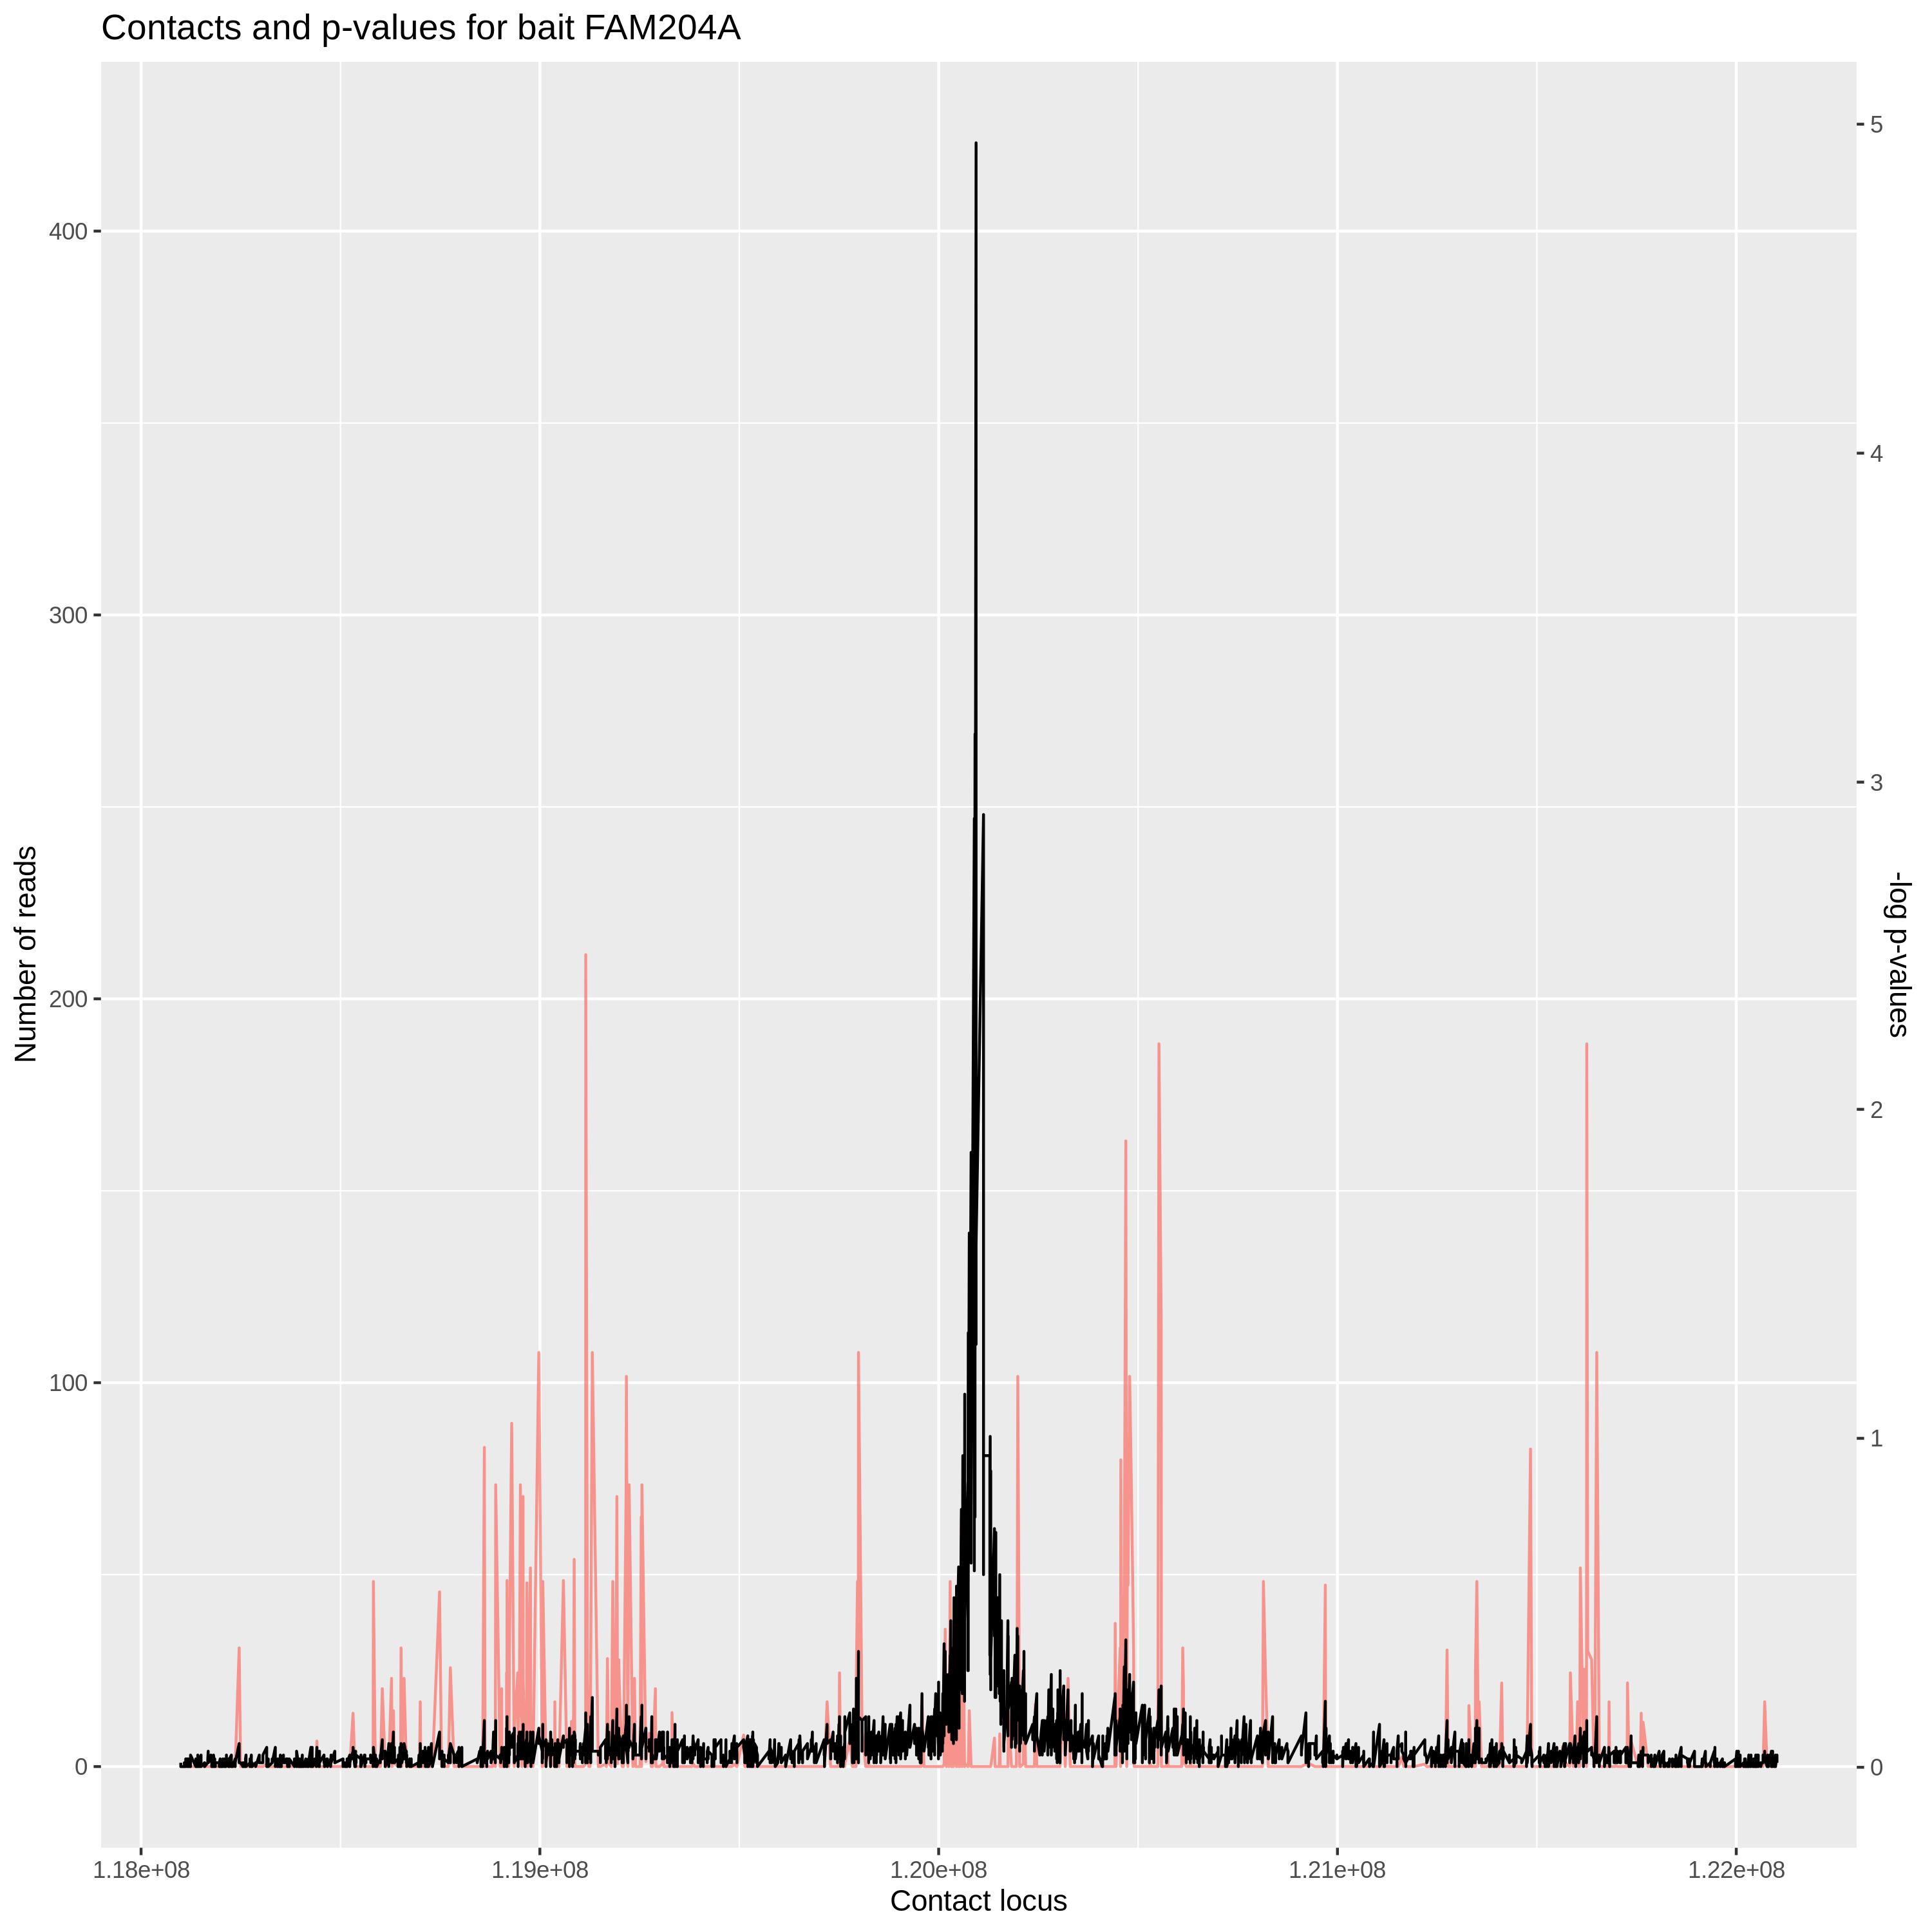 Contacts and p-values for bait FAM204A
400
300
200
100
0
Number of reads
5
4
3
2
1
0
-log p-values
1.18e+08
1.19e+08
1.20e+08
1.21e+08
1.22e+08
Contact locus